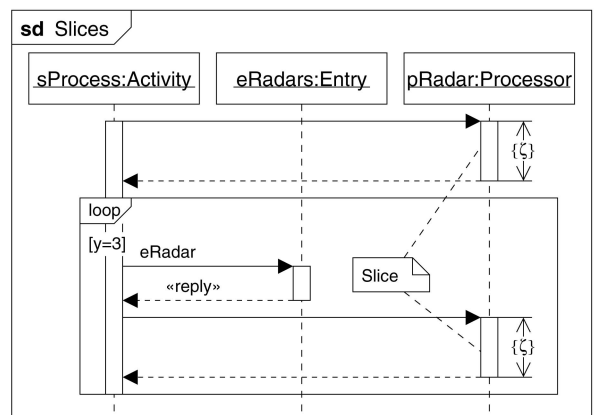 sd Slices
sProcess:Activity eRadars:Entry pRadar:Processor
{ζ}
loop
[y=3]
eRadar
Slice
«reply»
{ζ}